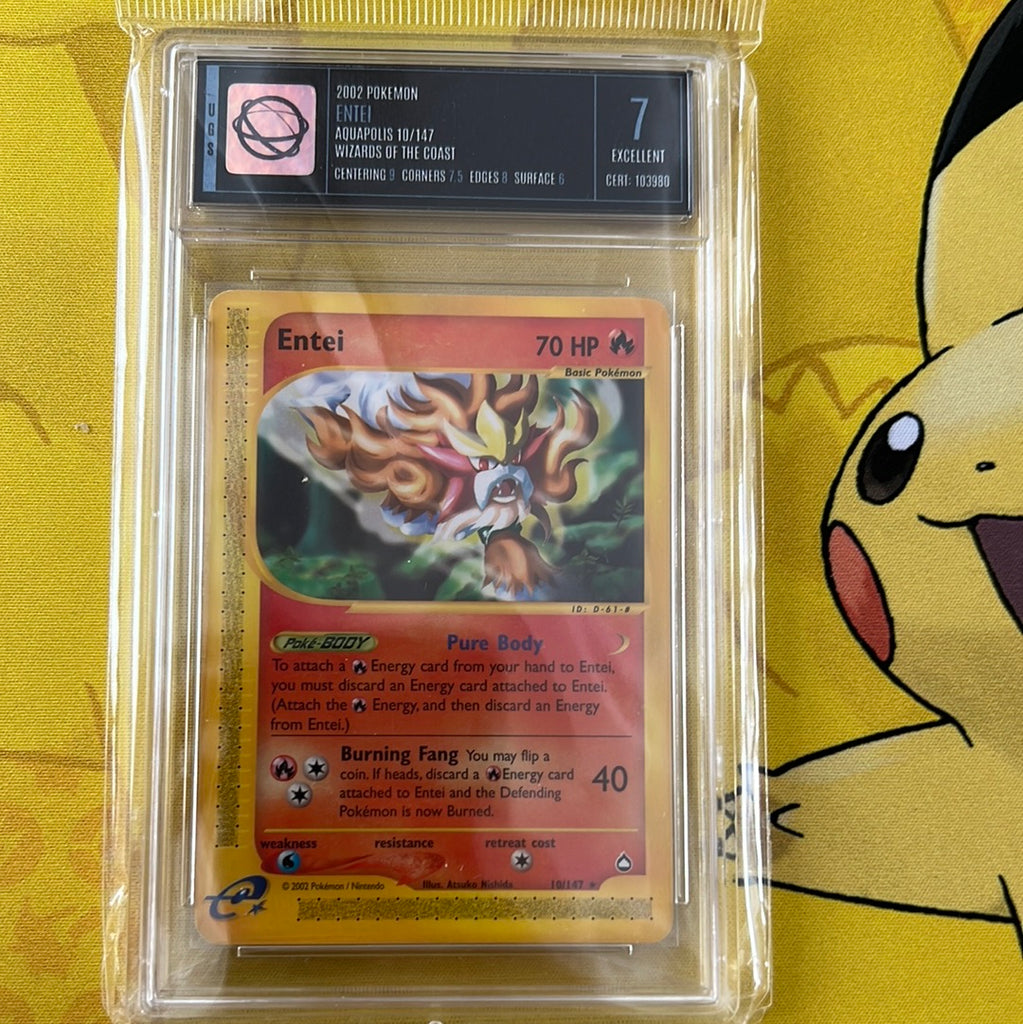 UGS
2002 POKEMON
ENTEI
AQUAPOLIS 10/147
WIZARDS OF THE COAST
CENTERING 9 CORNERS 7.5 EDGES 8 SURFACE 6
7
EXCELLENT
CERT: 103980
Entei
70 HP
Basic Pokémon
ID: D-61-#
Poké-BODY
Pure Body
To attach a Energy card from your hand to Entei,
you must discard an Energy card attached to Entei.
(Attach the Energy, and then discard an Energy
from Entei.)
Burning Fang You may flip a
coin. If heads, discard a Energy card
attached to Entei and the Defending
Pokémon is now Burned.
40
weakness resistance retreat cost
© 2002 Pokémon / Nintendo Illus. Atsuko Nishida 10/147 ★
e